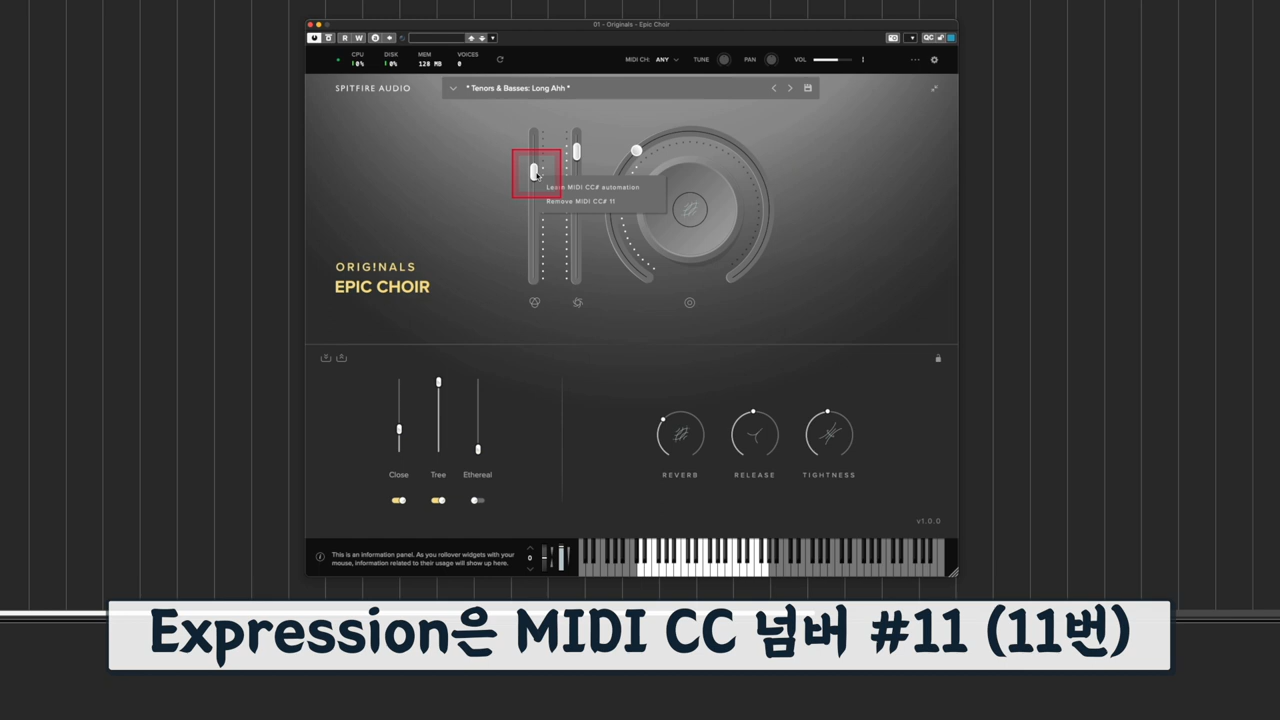 01 - Originals - Epic Choir
R W QC
CPU DISK MEM VOICES
0% 0% 128 MB 0
MIDI CH: ANY TUNE PAN VOL
SPITFIRE AUDIO
* Tenors & Basses: Long Ahh *
Learn MIDI CC# automation
Remove MIDI CC# 11
ORIG!NALS
EPIC CHOIR
Close Tree Ethereal
REVERB RELEASE TIGHTNESS
v1.0.0
This is an information panel. As you rollover widgets with your
mouse, information related to their usage will show up here.
0
Expression은 MIDI CC 넘버 #11 (11번)